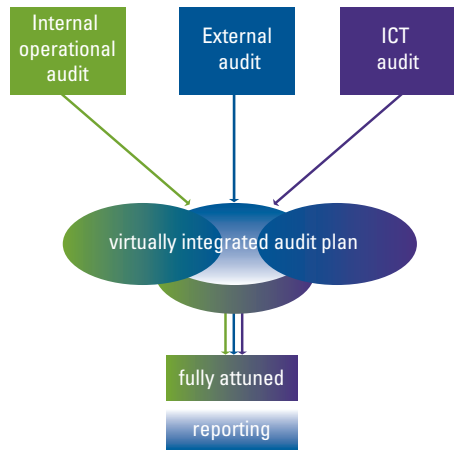 Internal
operational
audit
External
audit
ICT
audit
virtually integrated audit plan
fully attuned
reporting